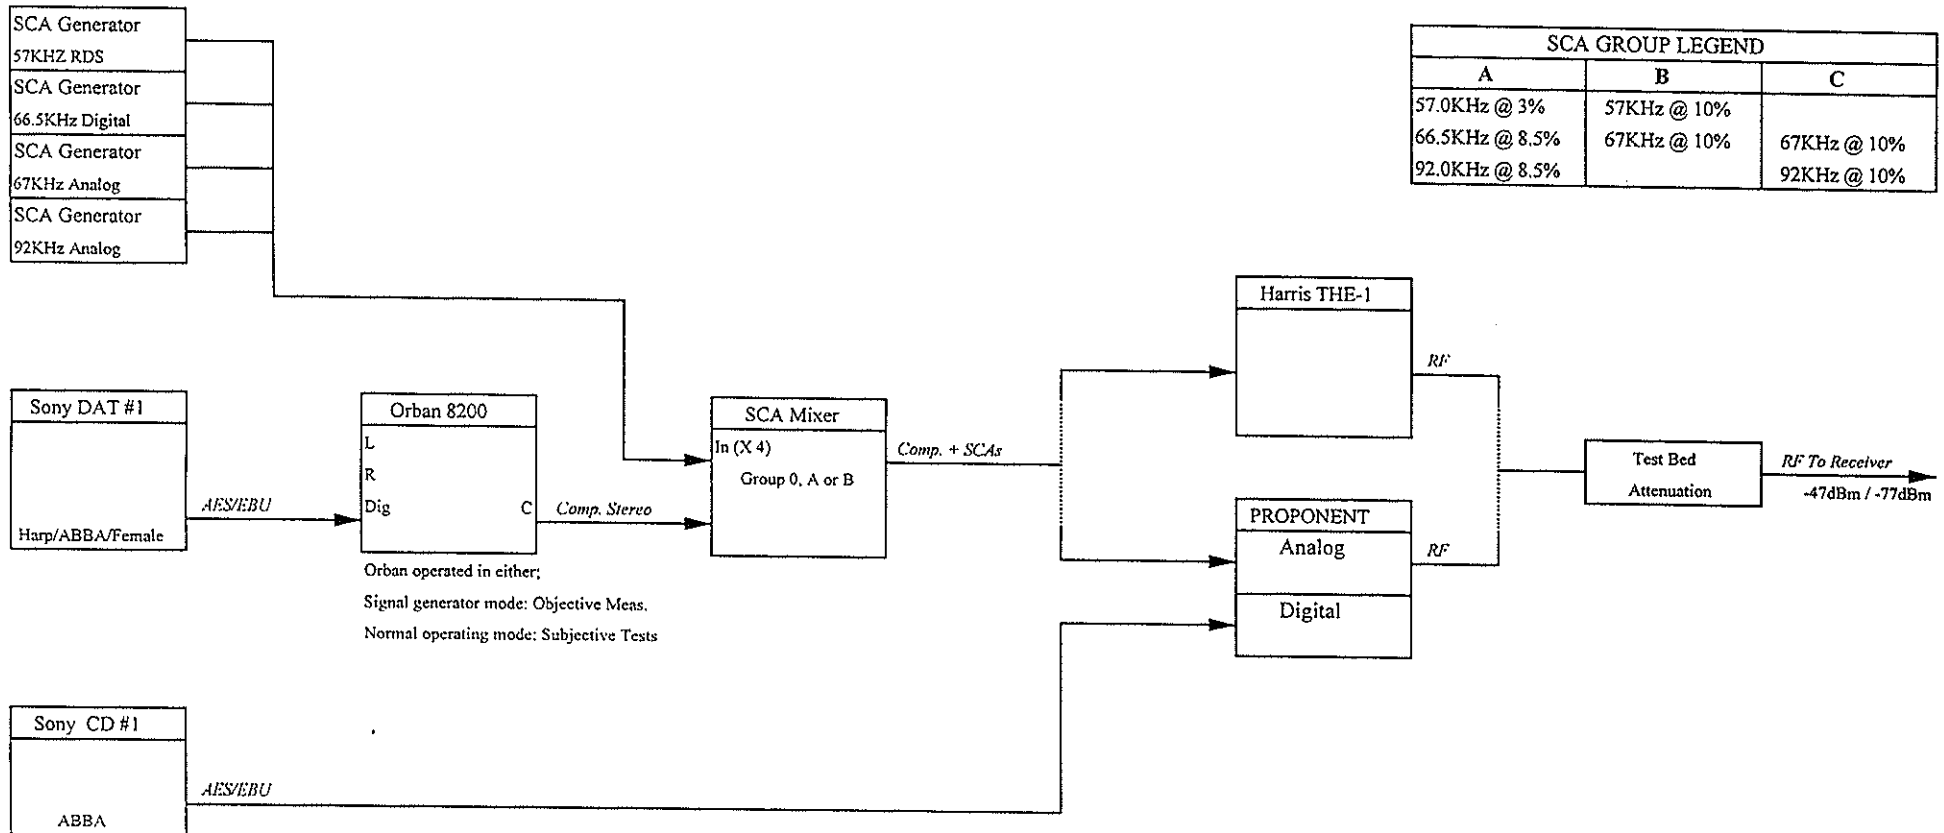 SCA Generator
57KHZ RDS
SCA Generator
66.5KHz Digital
SCA Generator
67KHz Analog
SCA Generator
92KHz Analog
SCA GROUP LEGEND
A B C
57.0KHz @ 3% 57KHz @ 10%
66.5KHz @ 8.5% 67KHz @ 10% 67KHz @ 10%
92.0KHz @ 8.5% 92KHz @ 10%
Sony DAT #1
Harp/ABBA/Female
AES/EBU
Orban 8200
L
R
Dig C
Orban operated in either;
Signal generator mode: Objective Meas.
Normal operating mode: Subjective Tests
Comp. Stereo
SCA Mixer
In (X 4)
Group 0, A or B
Comp. + SCAs
Harris THE-1
RF
PROPONENT
Analog
Digital
RF
Test Bed
Attenuation
RF To Receiver
-47dBm / -77dBm
Sony CD #1
ABBA
AES/EBU